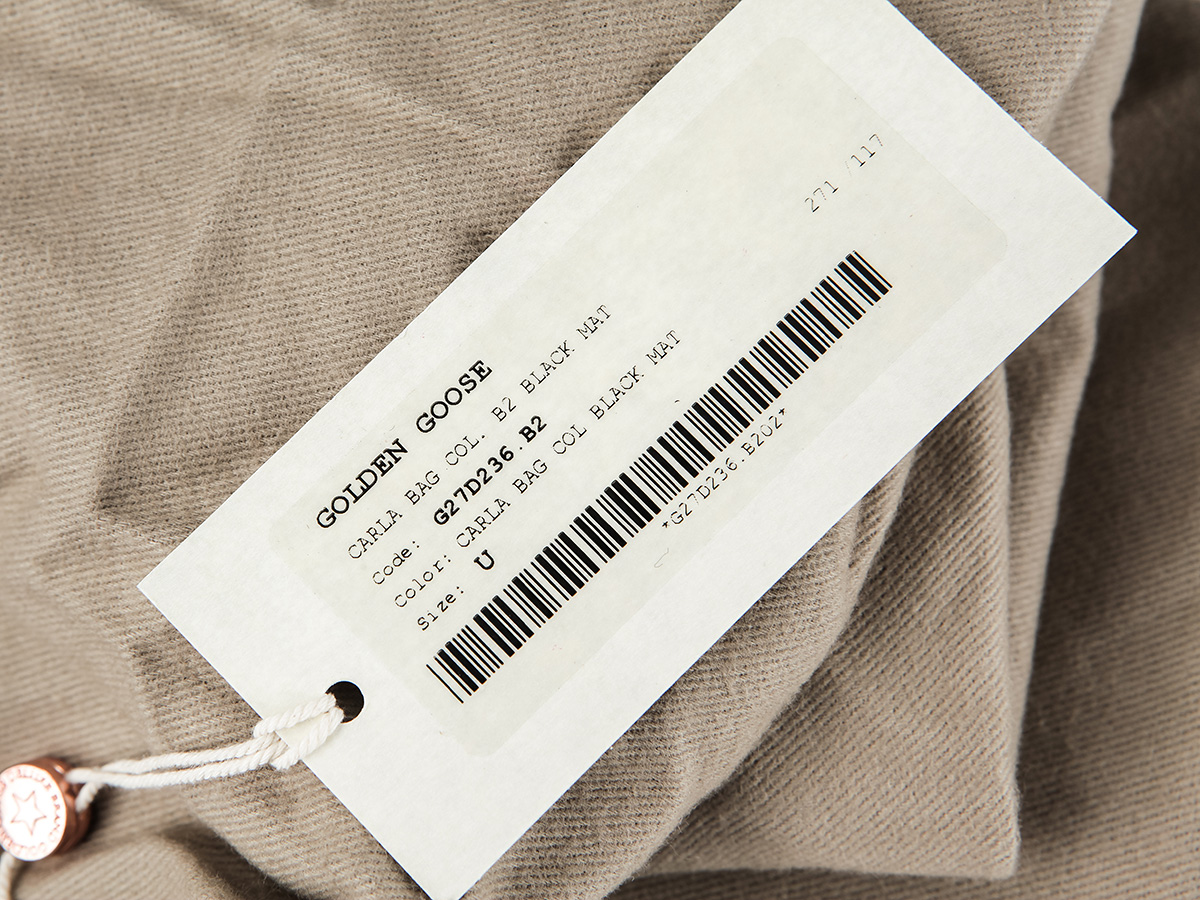 GOLDEN GOOSE
CARLA BAG COL. B2 BLACK MAT
Code: G27D236.B2
Color: CARLA BAG COL BLACK MAT
Size: U
*G27D236.B202*
271 /117